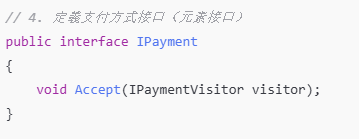 // 4. 定義支付方式接口（元素接口）
public interface IPayment
{
    void Accept(IPaymentVisitor visitor);
}